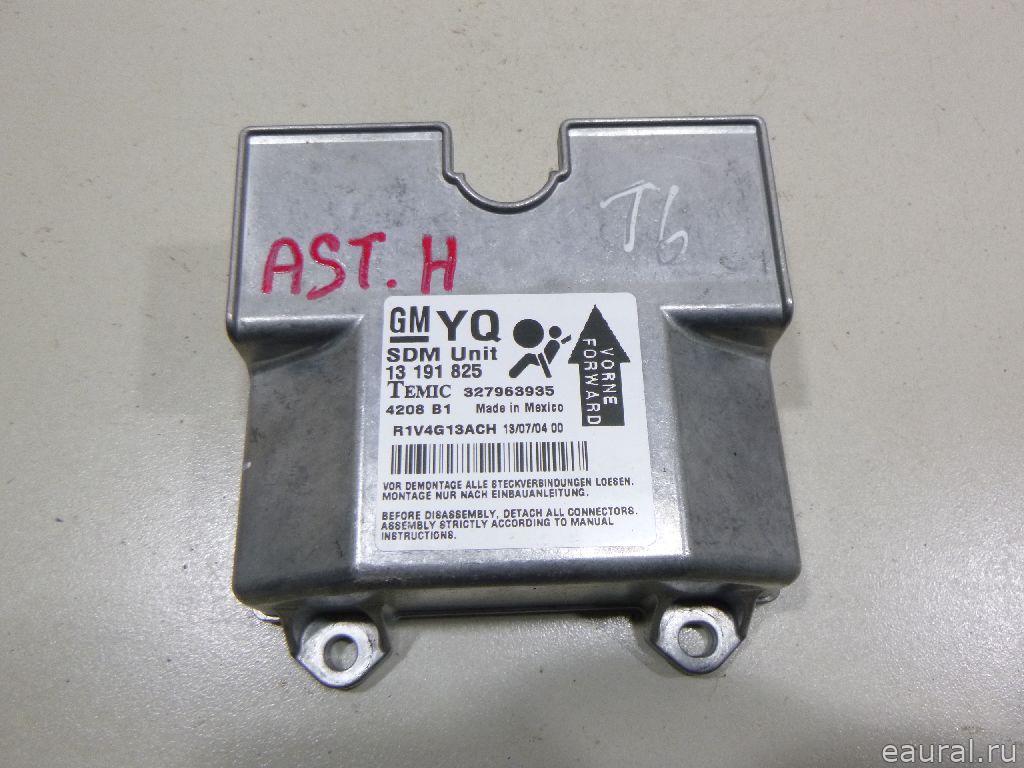 AST. H
T6
GM YQ
SDM Unit
13 191 825
TEMIC 327963935
4208 B1 Made in Mexico
R1V4G13ACH 13/07/04 00
VORNE
FORWARD
VOR DEMONTAGE ALLE STECKVERBINDUNGEN LOESEN.
MONTAGE NUR NACH EINBAUANLEITUNG.
BEFORE DISASSEMBLY, DETACH ALL CONNECTORS.
ASSEMBLY STRICTLY ACCORDING TO MANUAL
INSTRUCTIONS.
eaural.ru